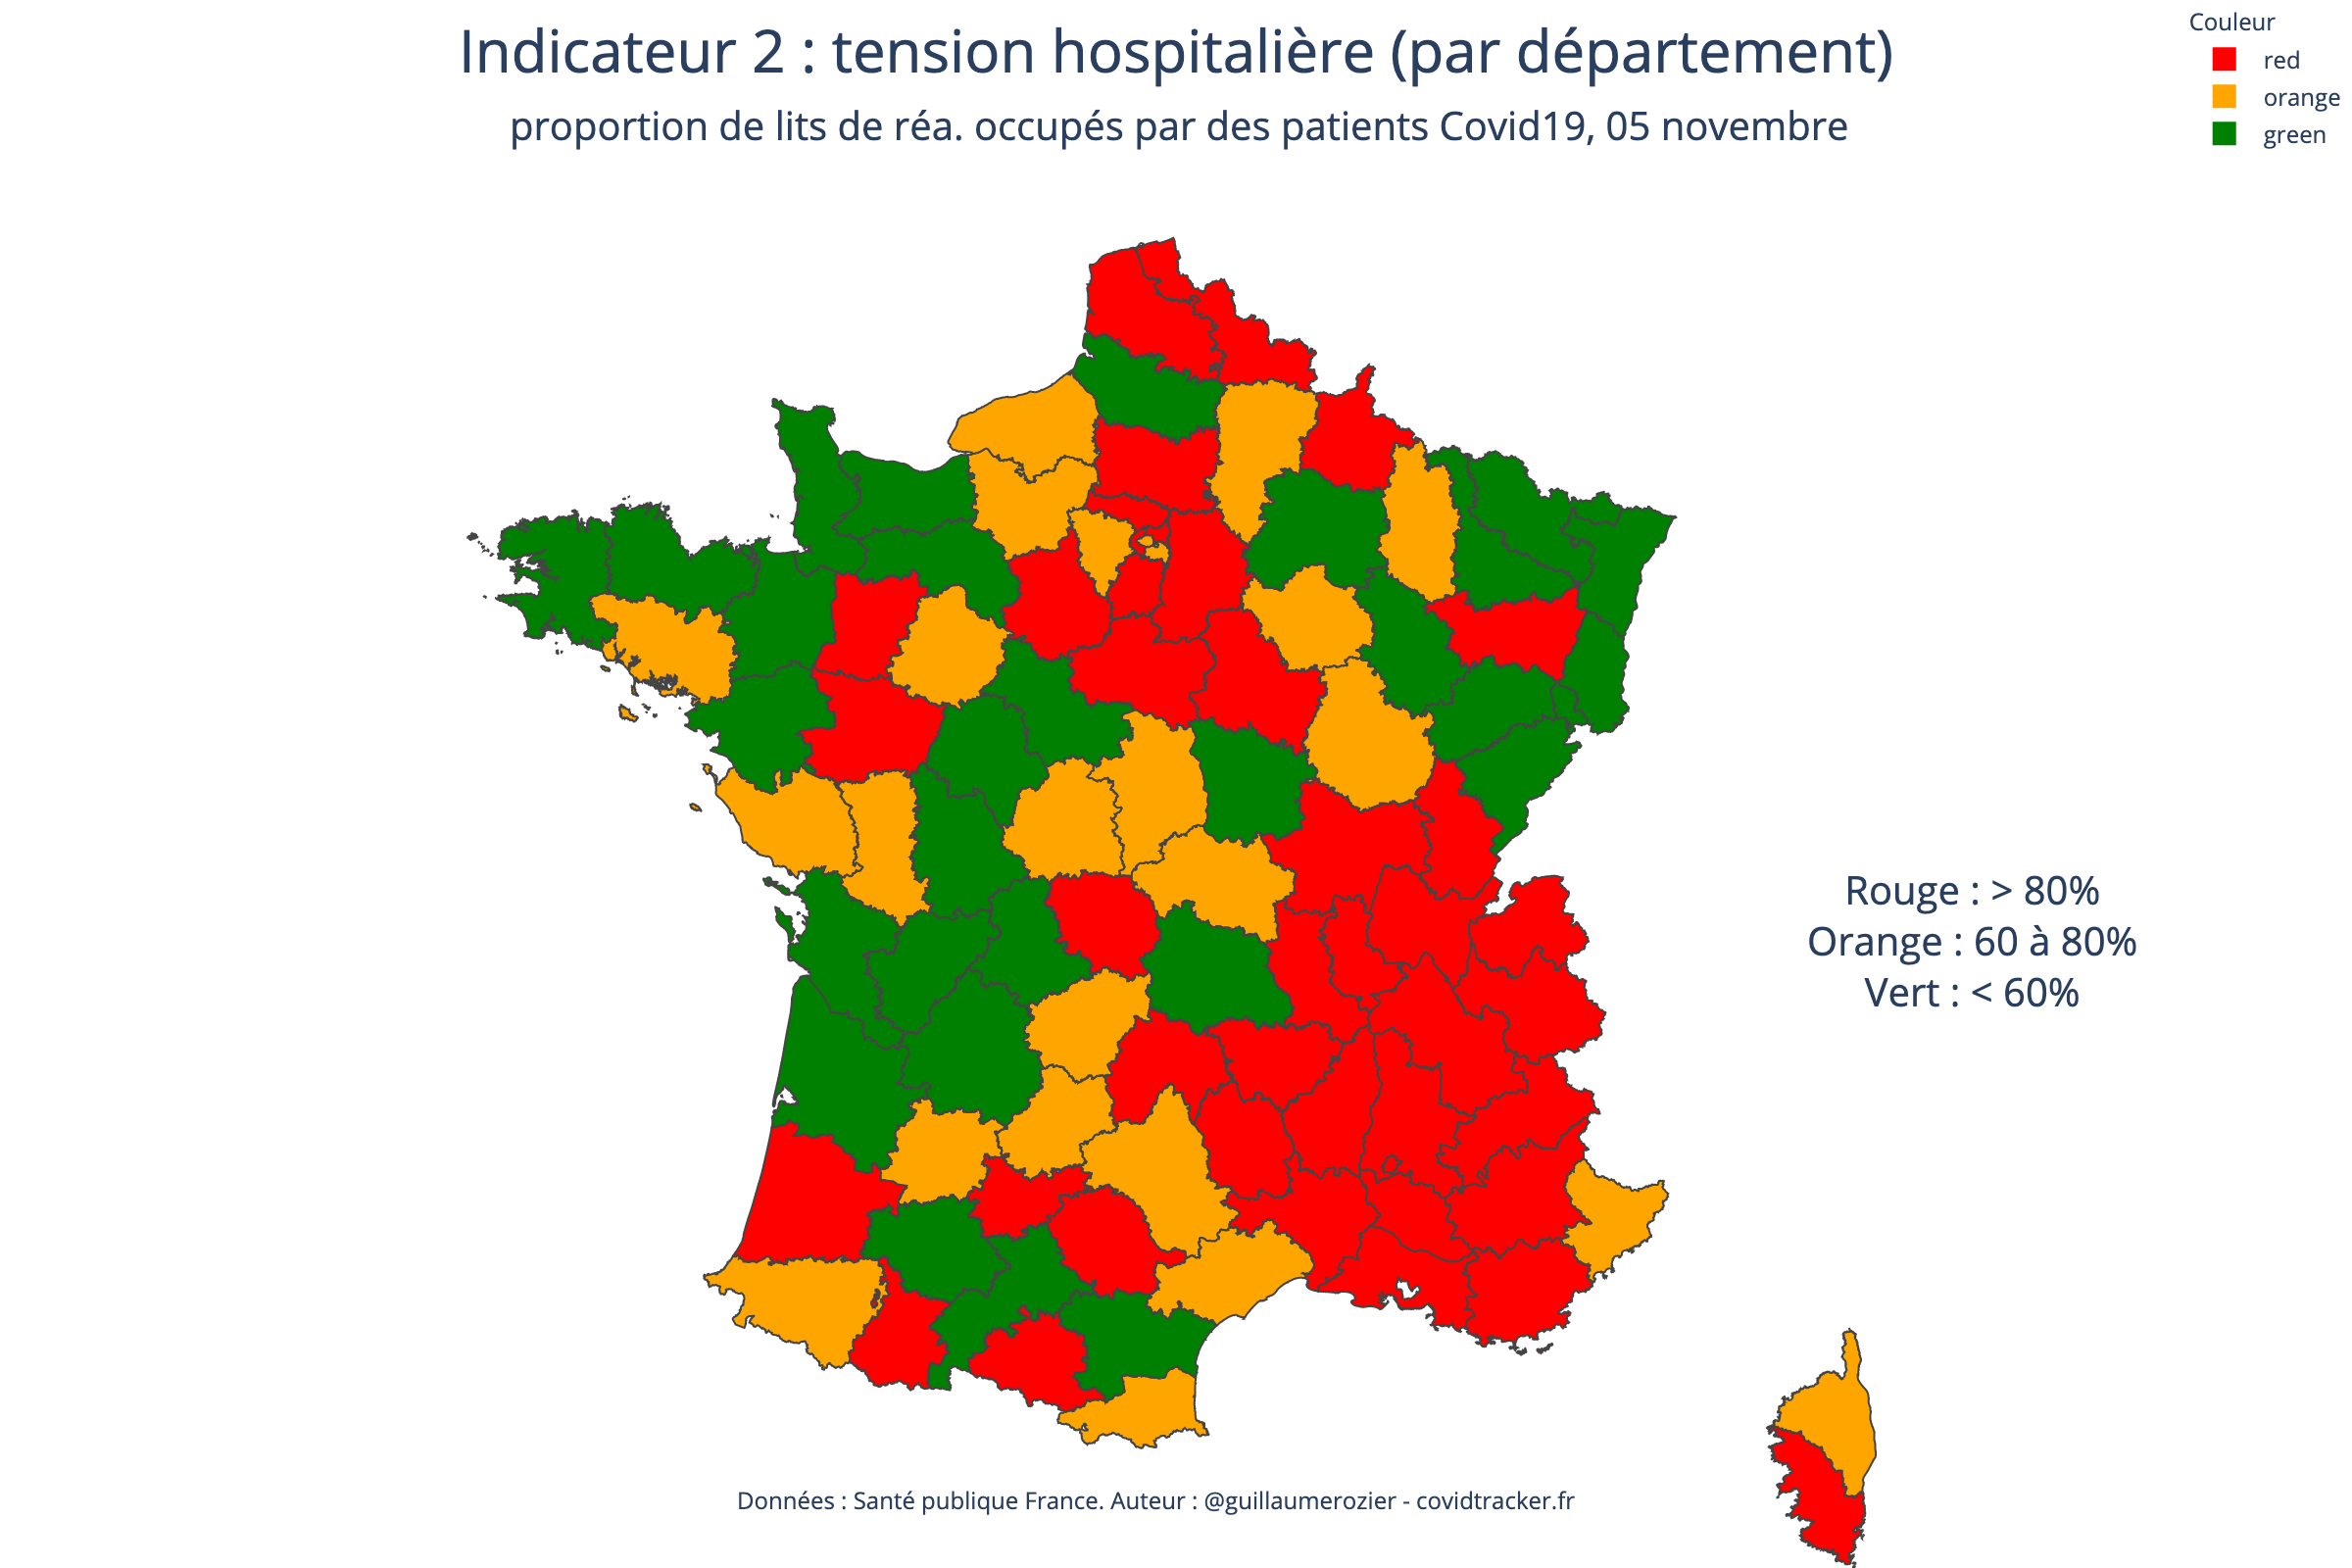 Indicateur 2 : tension hospitalière (par département)
proportion de lits de réa. occupés par des patients Covid19, 05 novembre
Couleur
red
orange
green
Rouge : > 80%
Orange : 60 à 80%
Vert : < 60%
Données : Santé publique France. Auteur : @guillaumerozier - covidtracker.fr